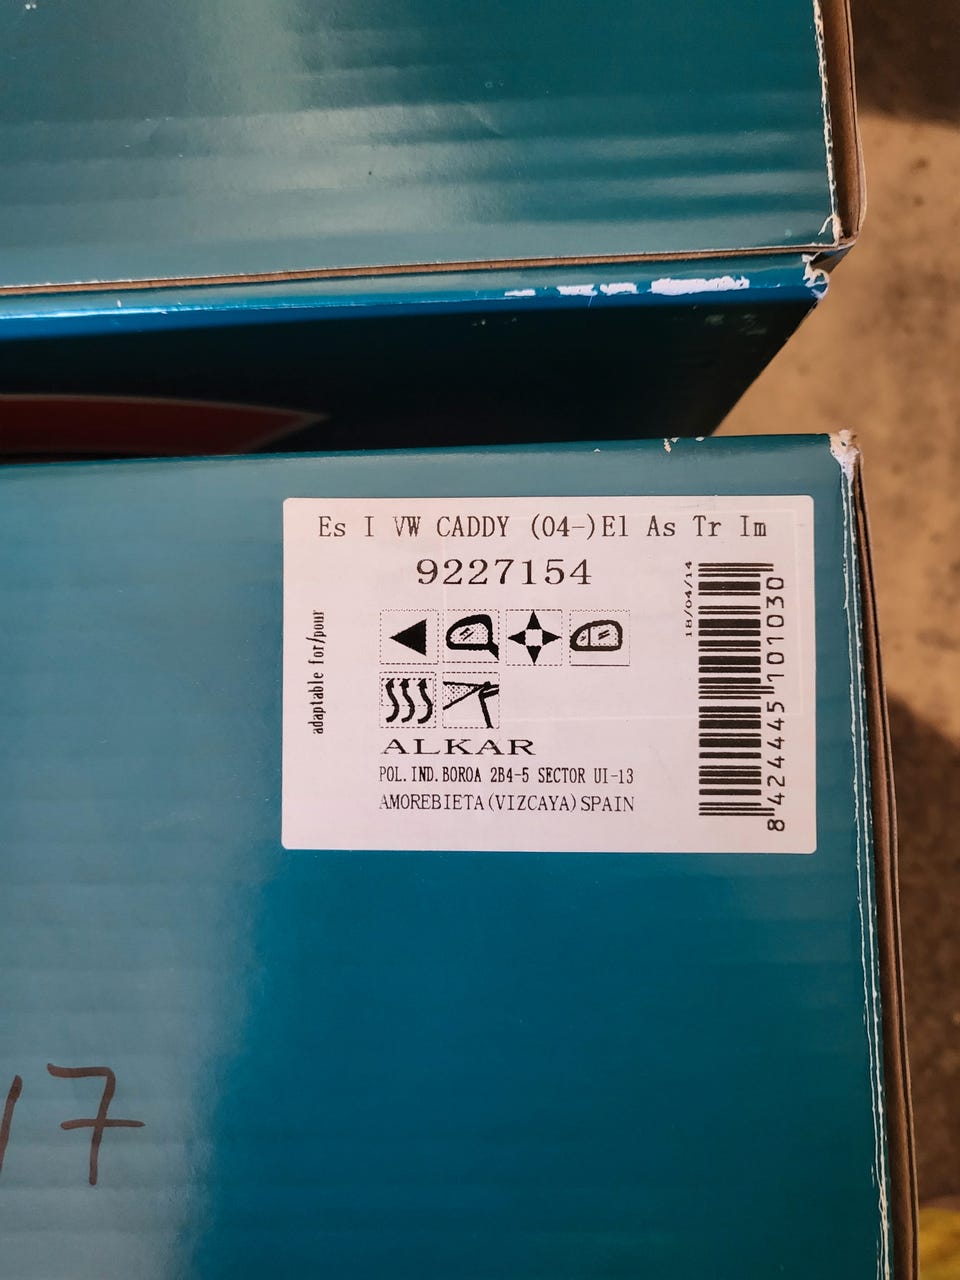 Es I VW CADDY (04-)El As Tr Im
9227154
18/04/14
adaptable for/pour
ALKAR
POL.IND.BOROA 2B4-5 SECTOR UI-13
AMOREBIETA(VIZCAYA)SPAIN
8 424445 101030
17